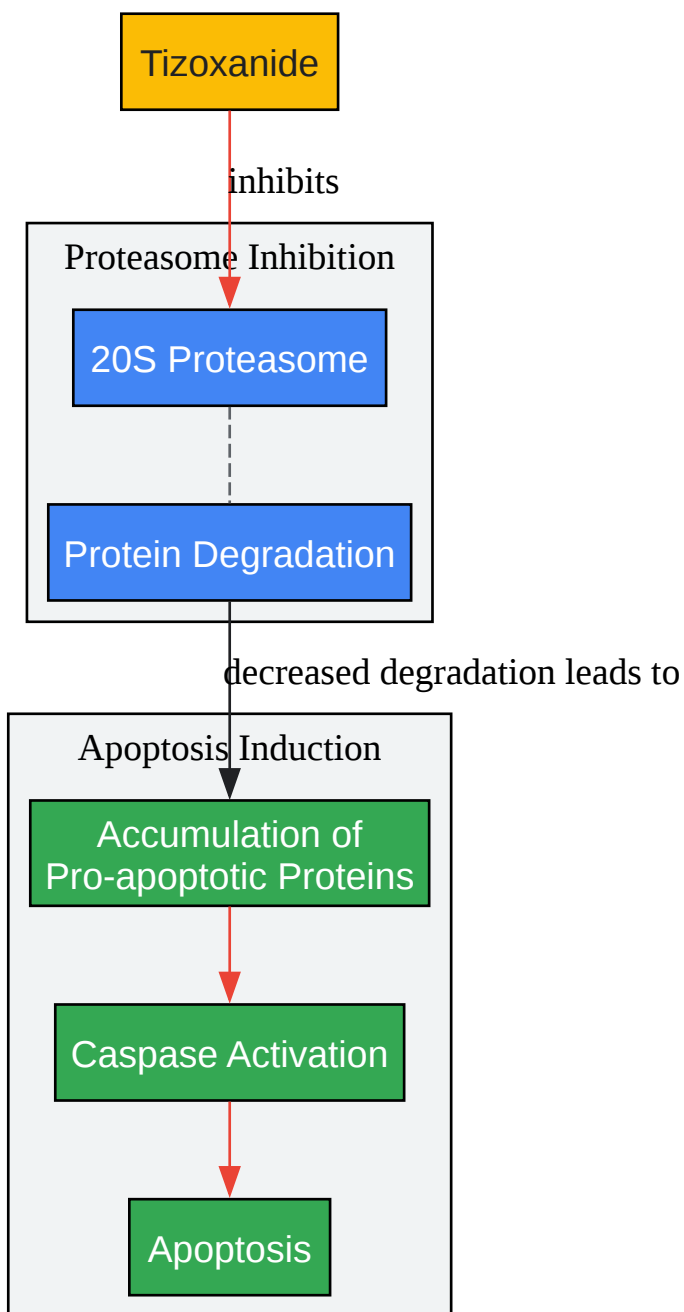 Tizoxanide
inhibits
Proteasome Inhibition
20S Proteasome
Protein Degradation
decreased degradation leads to
Apoptosis Induction
Accumulation of
Pro-apoptotic Proteins
Caspase Activation
Apoptosis